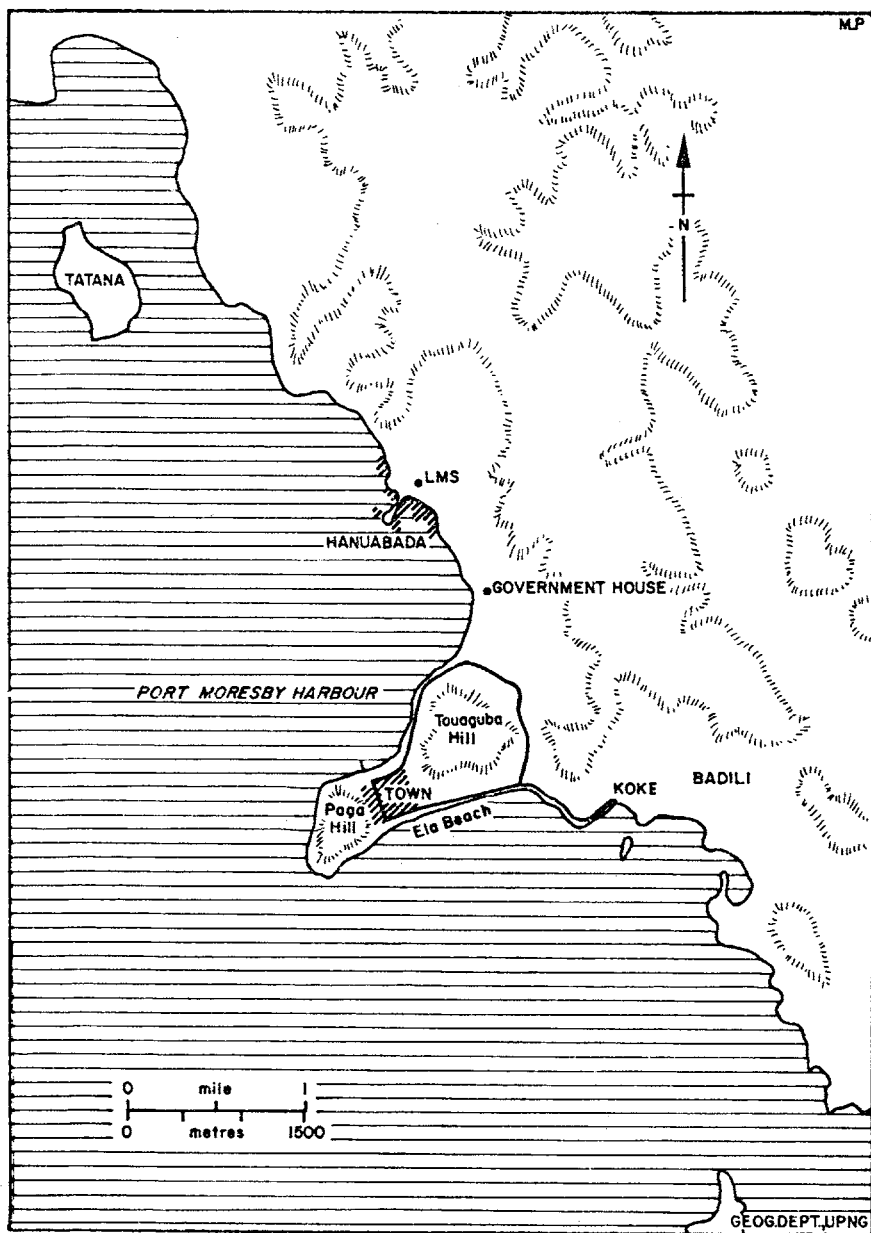 M.P
N
TATANA
LMS
HANUABADA
GOVERNMENT HOUSE
PORT MORESBY HARBOUR
Touaguba
Hill
KOKE
BADILI
TOWN
Paga
Hill
Ela Beach
0 mile 1
0 metres 1500
GEOG.DEPT.,UPNG